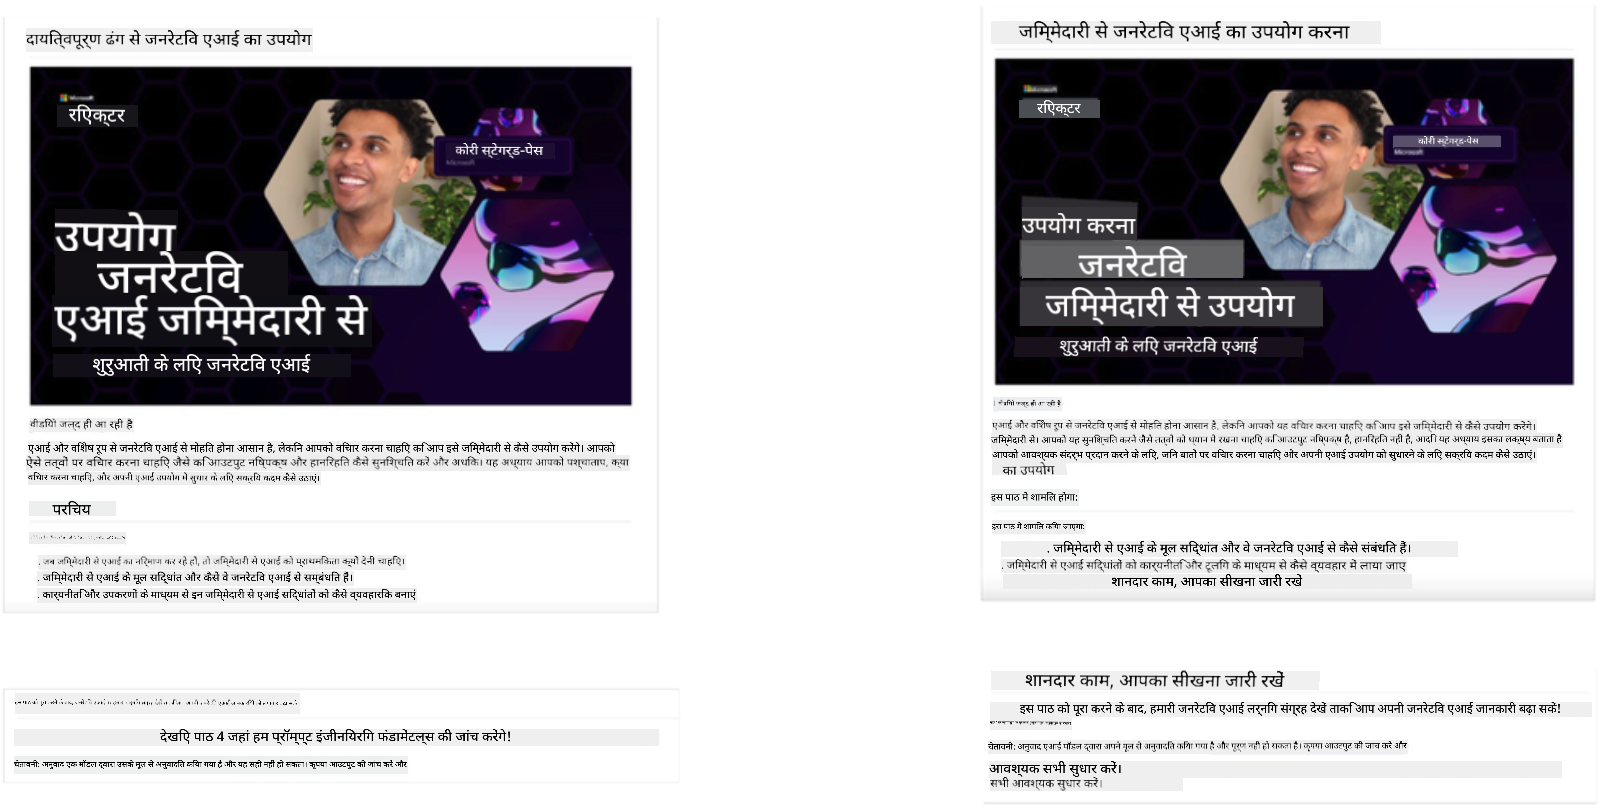 दायित्वपूर्ण ढंग से जनरेटिव एआई का उपयोग
Microsoft
रिएक्टर
कोरी स्टेगर्ड-पेस
Microsoft
उपयोग
जनरेटिव
एआई जिम्मेदारी से
शुरुआती के लिए जनरेटिव एआई
वीडियो जल्द ही आ रही है
एआई और विशेष रूप से जनरेटिव एआई से मोहित होना आसान है, लेकिन आपको विचार करना चाहिए कि आप इसे जिम्मेदारी से कैसे उपयोग करेंगे। आपको
ऐसे तत्वों पर विचार करना चाहिए जैसे कि आउटपुट निष्पक्ष और हानिरहित कैसे सुनिश्चित करें और अधिक। यह अध्याय आपको पश्चाताप, क्या
विचार करना चाहिए, और अपनी एआई उपयोग में सुधार के लिए सक्रिय कदम कैसे उठाएं।
परिचय
. जब जिम्मेदारी से एआई का निर्माण कर रहे हों, तो जिम्मेदारी से एआई को प्राथमिकता क्यों देनी चाहिए।
. जिम्मेदारी से एआई के मूल सिद्धांत और कैसे वे जनरेटिव एआई से सम्बंधित हैं।
. कार्यनीति और उपकरणों के माध्यम से इन जिम्मेदारी से एआई सिद्धांतों को कैसे व्यवहारिक बनाएं
देखिए पाठ 4 जहां हम प्रॉम्प्ट इंजीनियरिंग फंडामेंटल्स की जांच करेंगे!
चेतावनी: अनुवाद एक मॉडल द्वारा उसके मूल से अनुवादित किया गया है और यह सही नहीं हो सकता। कृपया आउटपुट की जांच करें और
जिम्मेदारी से जनरेटिव एआई का उपयोग करना
Microsoft
रिएक्टर
कोरी स्टेगर्ड-पेस
Microsoft
उपयोग करना
जनरेटिव
जिम्मेदारी से उपयोग
शुरुआती के लिए जनरेटिव एआई
वीडियो जल्द ही आ रही है
एआई और विशेष रूप से जनरेटिव एआई से मोहित होना आसान है, लेकिन आपको यह विचार करना चाहिए कि आप इसे जिम्मेदारी से कैसे उपयोग करेंगे।
जिम्मेदारी से। आपको यह सुनिश्चित करने जैसे तत्वों को ध्यान में रखना चाहिए कि आउटपुट निष्पक्ष है, हानिरहित नहीं है, आदि। यह अध्याय इसका लक्ष्य बताता है
आपको आवश्यक संदर्भ प्रदान करने के लिए, जिन बातों पर विचार करना चाहिए और अपनी एआई उपयोग को सुधारने के लिए सक्रिय कदम कैसे उठाएं।
का उपयोग
इस पाठ में शामिल होगा:
इस पाठ में शामिल किया जाएगा:
. जिम्मेदारी से एआई के मूल सिद्धांत और वे जनरेटिव एआई से कैसे संबंधित हैं।
. जिम्मेदारी से एआई सिद्धांतों को कार्यनीति और टूलिंग के माध्यम से कैसे व्यवहार में लाया जाए
शानदार काम, आपका सीखना जारी रखें
शानदार काम, आपका सीखना जारी रखें
इस पाठ को पूरा करने के बाद, हमारी जनरेटिव एआई लर्निंग संग्रह देखें ताकि आप अपनी जनरेटिव एआई जानकारी बढ़ा सकें!
चेतावनी: अनुवाद एआई मॉडल द्वारा अपने मूल से अनुवादित किया गया है और पूर्ण नहीं हो सकता है। कृपया आउटपुट की जांच करें और
आवश्यक सभी सुधार करें।
सभी आवश्यक सुधार करें।